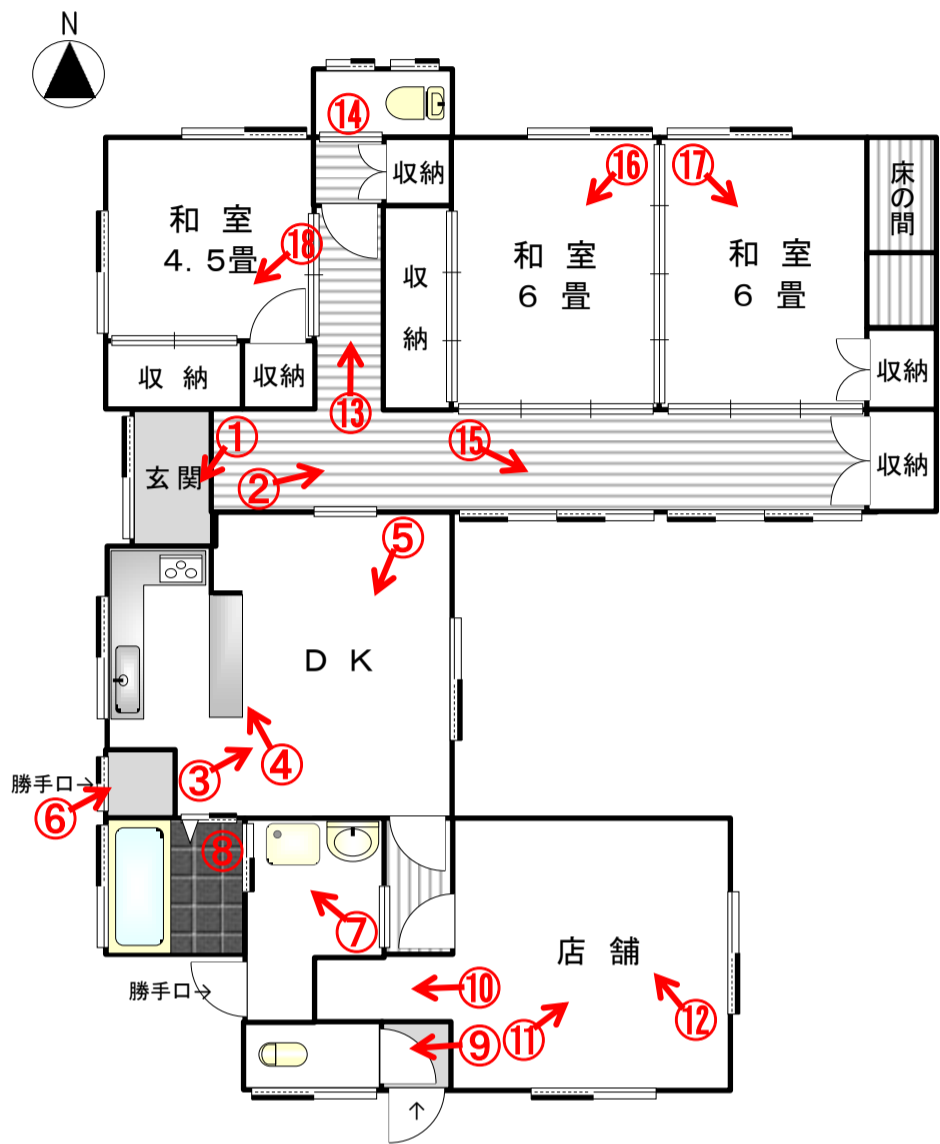 N
⑭
収納
和 室
4．5畳
⑱
収
納
和 室
6 畳
⑯
⑰
和 室
6 畳
床の間
収納
収 納
収納
⑬
①
玄関
②
⑮
収納
⑤
D K
③
④
勝手口→
⑥
⑧
⑦
店 舗
勝手口→
⑩
⑪
⑫
⑨
↑